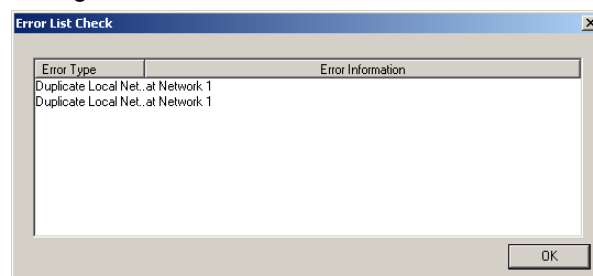 Error List Check
Error Type Error Information
Duplicate Local Net..at Network 1
Duplicate Local Net..at Network 1
OK